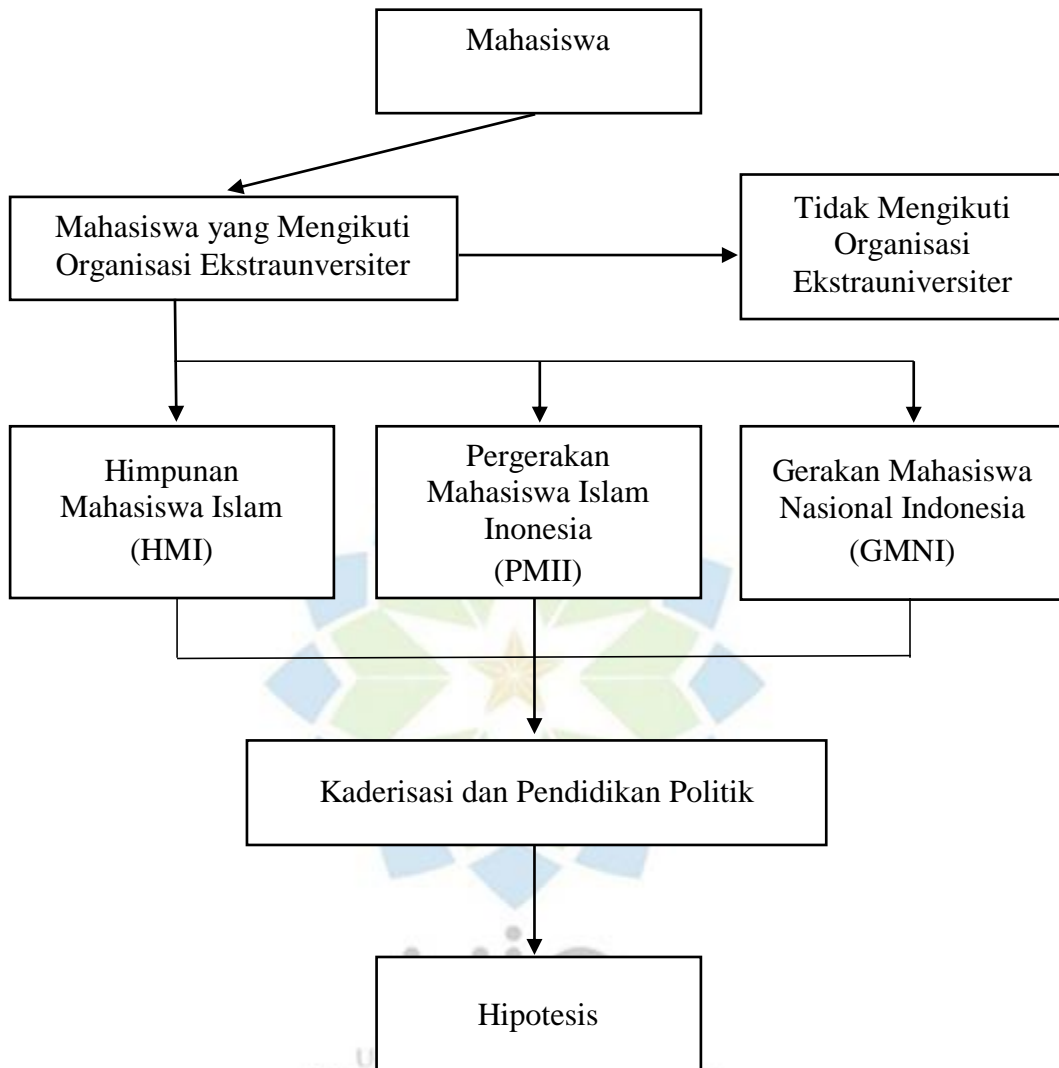 Mahasiswa
Mahasiswa yang Mengikuti
Organisasi Ekstraunversiter
Tidak Mengikuti
Organisasi
Ekstrauniversiter
Himpunan
Mahasiswa Islam
(HMI)
Pergerakan
Mahasiswa Islam
Inonesia
(PMII)
Gerakan Mahasiswa
Nasional Indonesia
(GMNI)
Kaderisasi dan Pendidikan Politik
Hipotesis